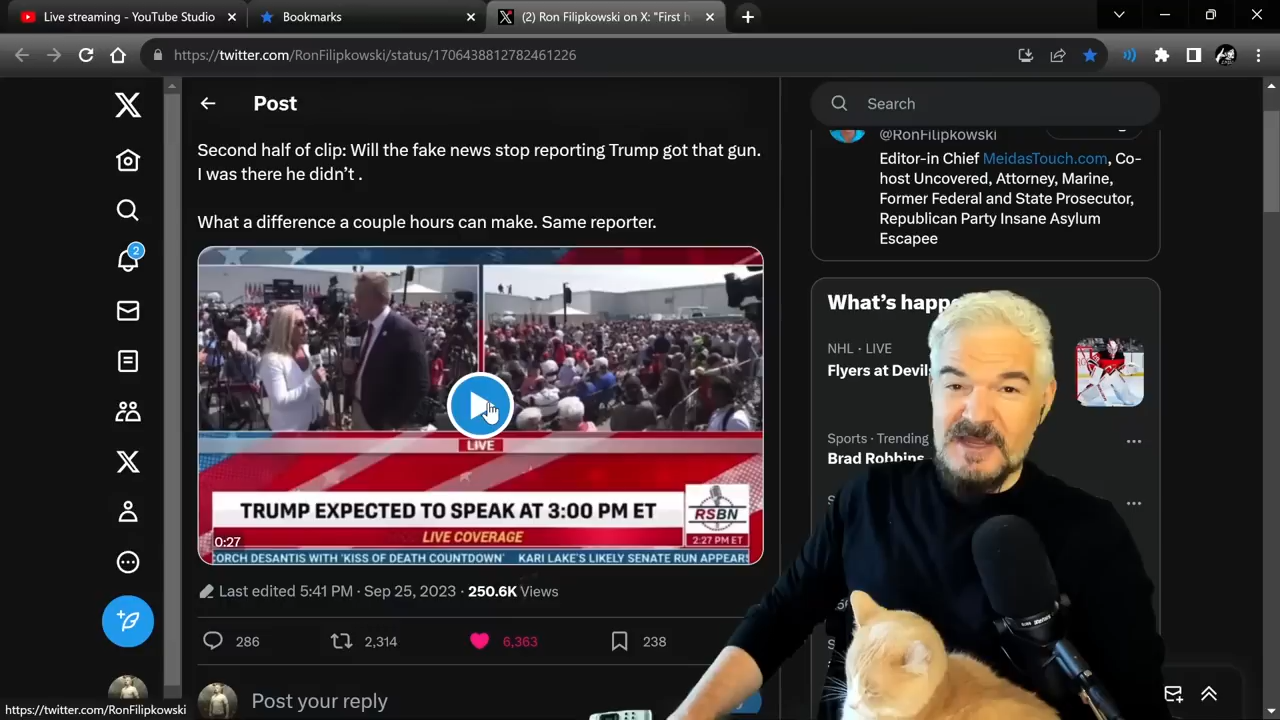 Live streaming - YouTube Studio
Bookmarks
(2) Ron Filipkowski on X: "First h
https://twitter.com/RonFilipkowski/status/1706438812782461226
Post
Search
Second half of clip: Will the fake news stop reporting Trump got that gun.
I was there he didn't .
What a difference a couple hours can make. Same reporter.
LIVE
TRUMP EXPECTED TO SPEAK AT 3:00 PM ET
RSBN
0:27
LIVE COVERAGE
2:27 PM ET
ORCH DESANTIS WITH 'KISS OF DEATH COUNTDOWN' KARI LAKE'S LIKELY SENATE RUN APPEARS
Last edited 5:41 PM · Sep 25, 2023 · 250.6K Views
286
2,314
6,363
238
Post your reply
2
https://twitter.com/RonFilipkowski
@RonFilipkowski
Editor-in Chief MeidasTouch.com, Co-
host Uncovered, Attorney, Marine,
Former Federal and State Prosecutor,
Republican Party Insane Asylum
Escapee
What's happe
NHL · LIVE
Flyers at Devil
Sports · Trending
Brad Robbins